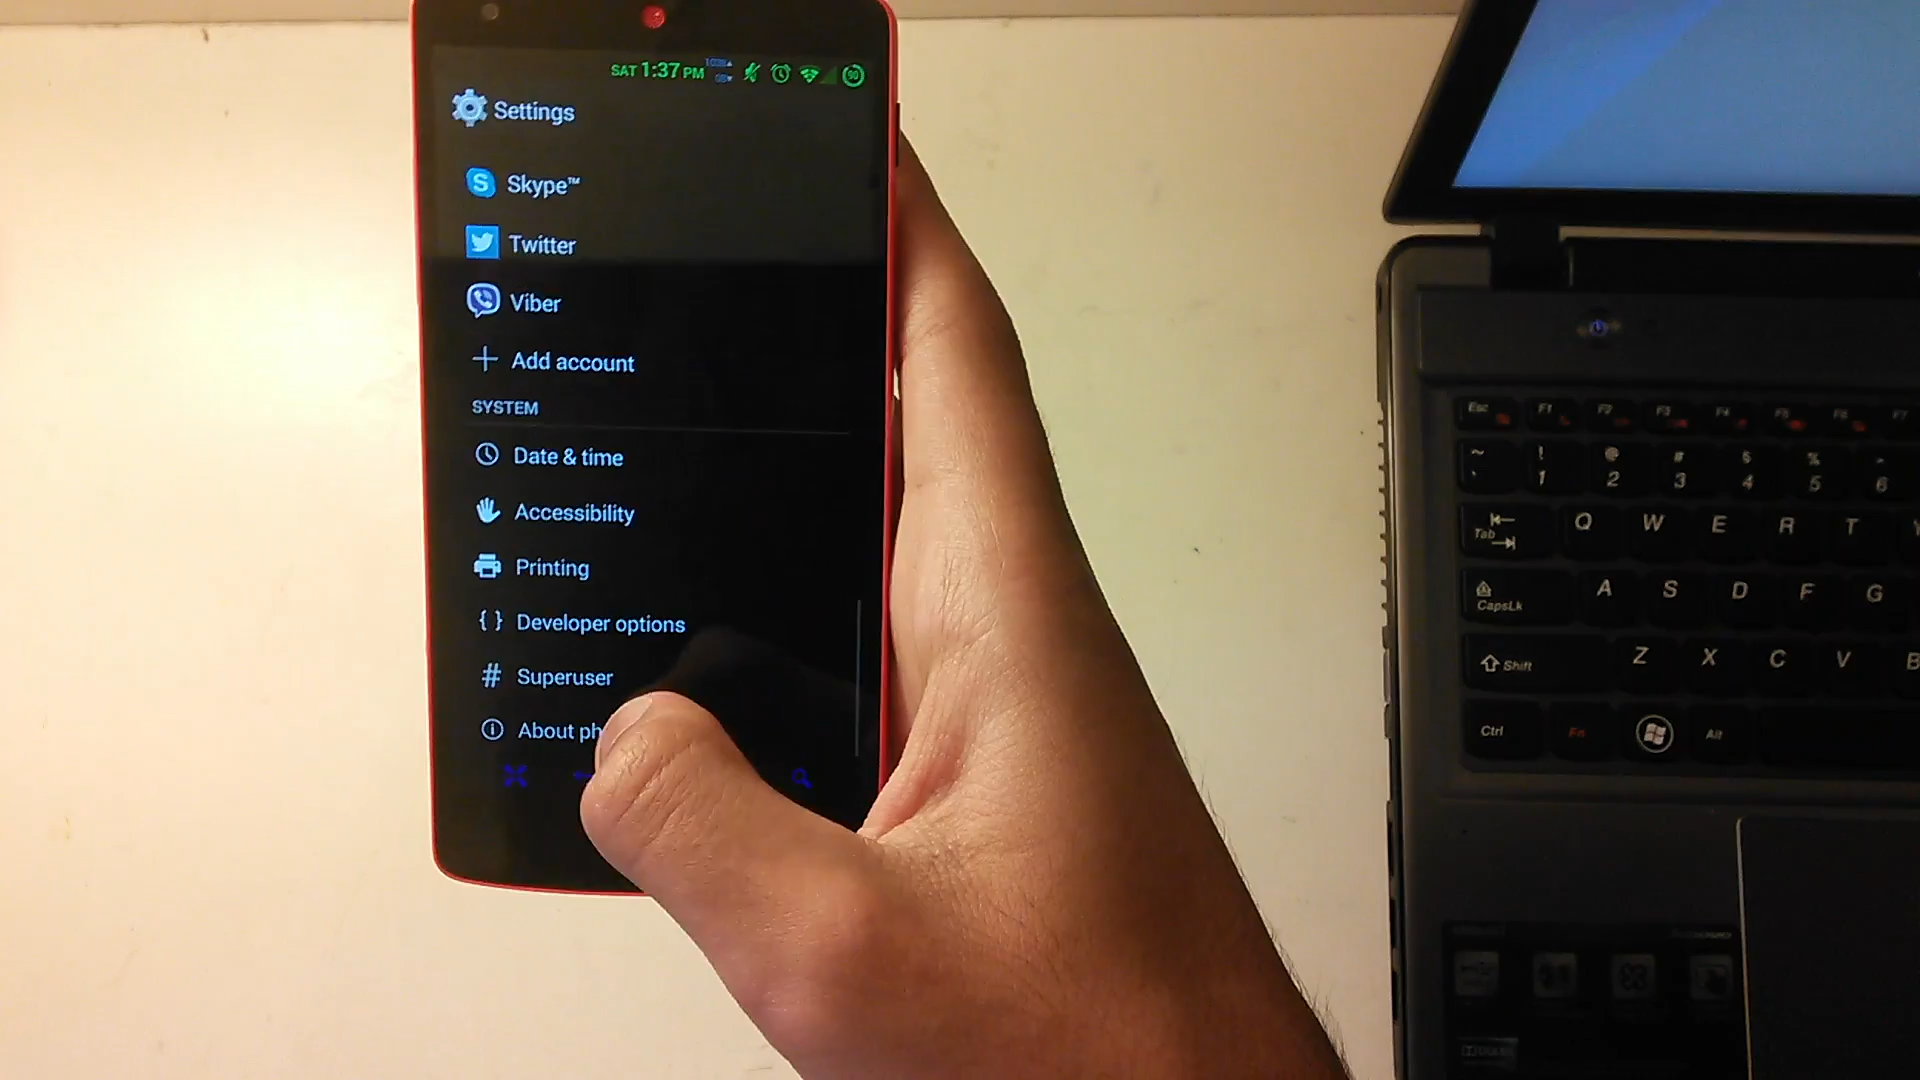 SAT 1:37 PM
90
Settings
Skype™
Twitter
Viber
Add account
SYSTEM
Date & time
Accessibility
Printing
{ } Developer options
# Superuser
About ph
Esc F1 F2 F3 F4 F5 F6 F7
~ ! @ # $ %
` 1 2 3 4 5 6
Tab Q W E R T
CapsLk A S D F G
Shift Z X C V B
Ctrl Fn Alt